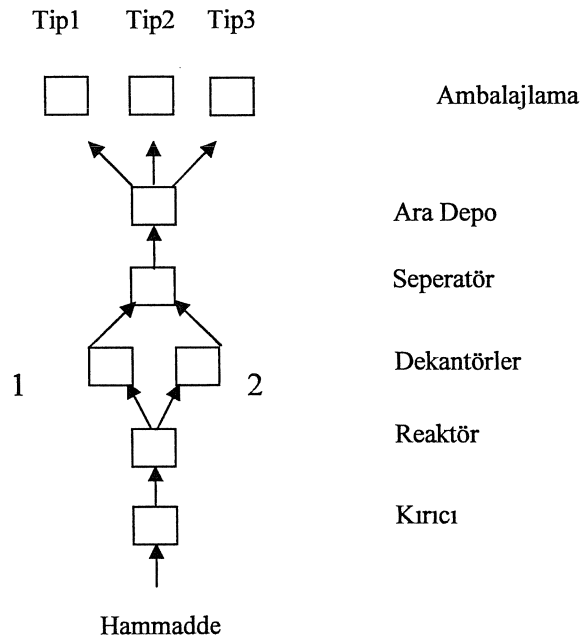 Tip1 Tip2 Tip3
Ambalajlama
Ara Depo
Seperatör
1 2 Dekantörler
Reaktör
Kırıcı
Hammadde